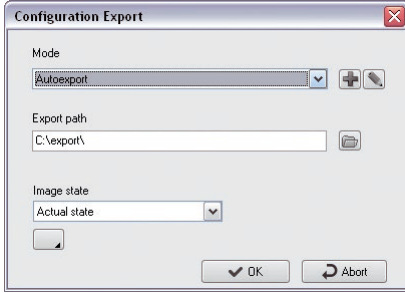 Configuration Export
Mode
Autoexport
Export path
C:\export\
Image state
Actual state
OK
Abort